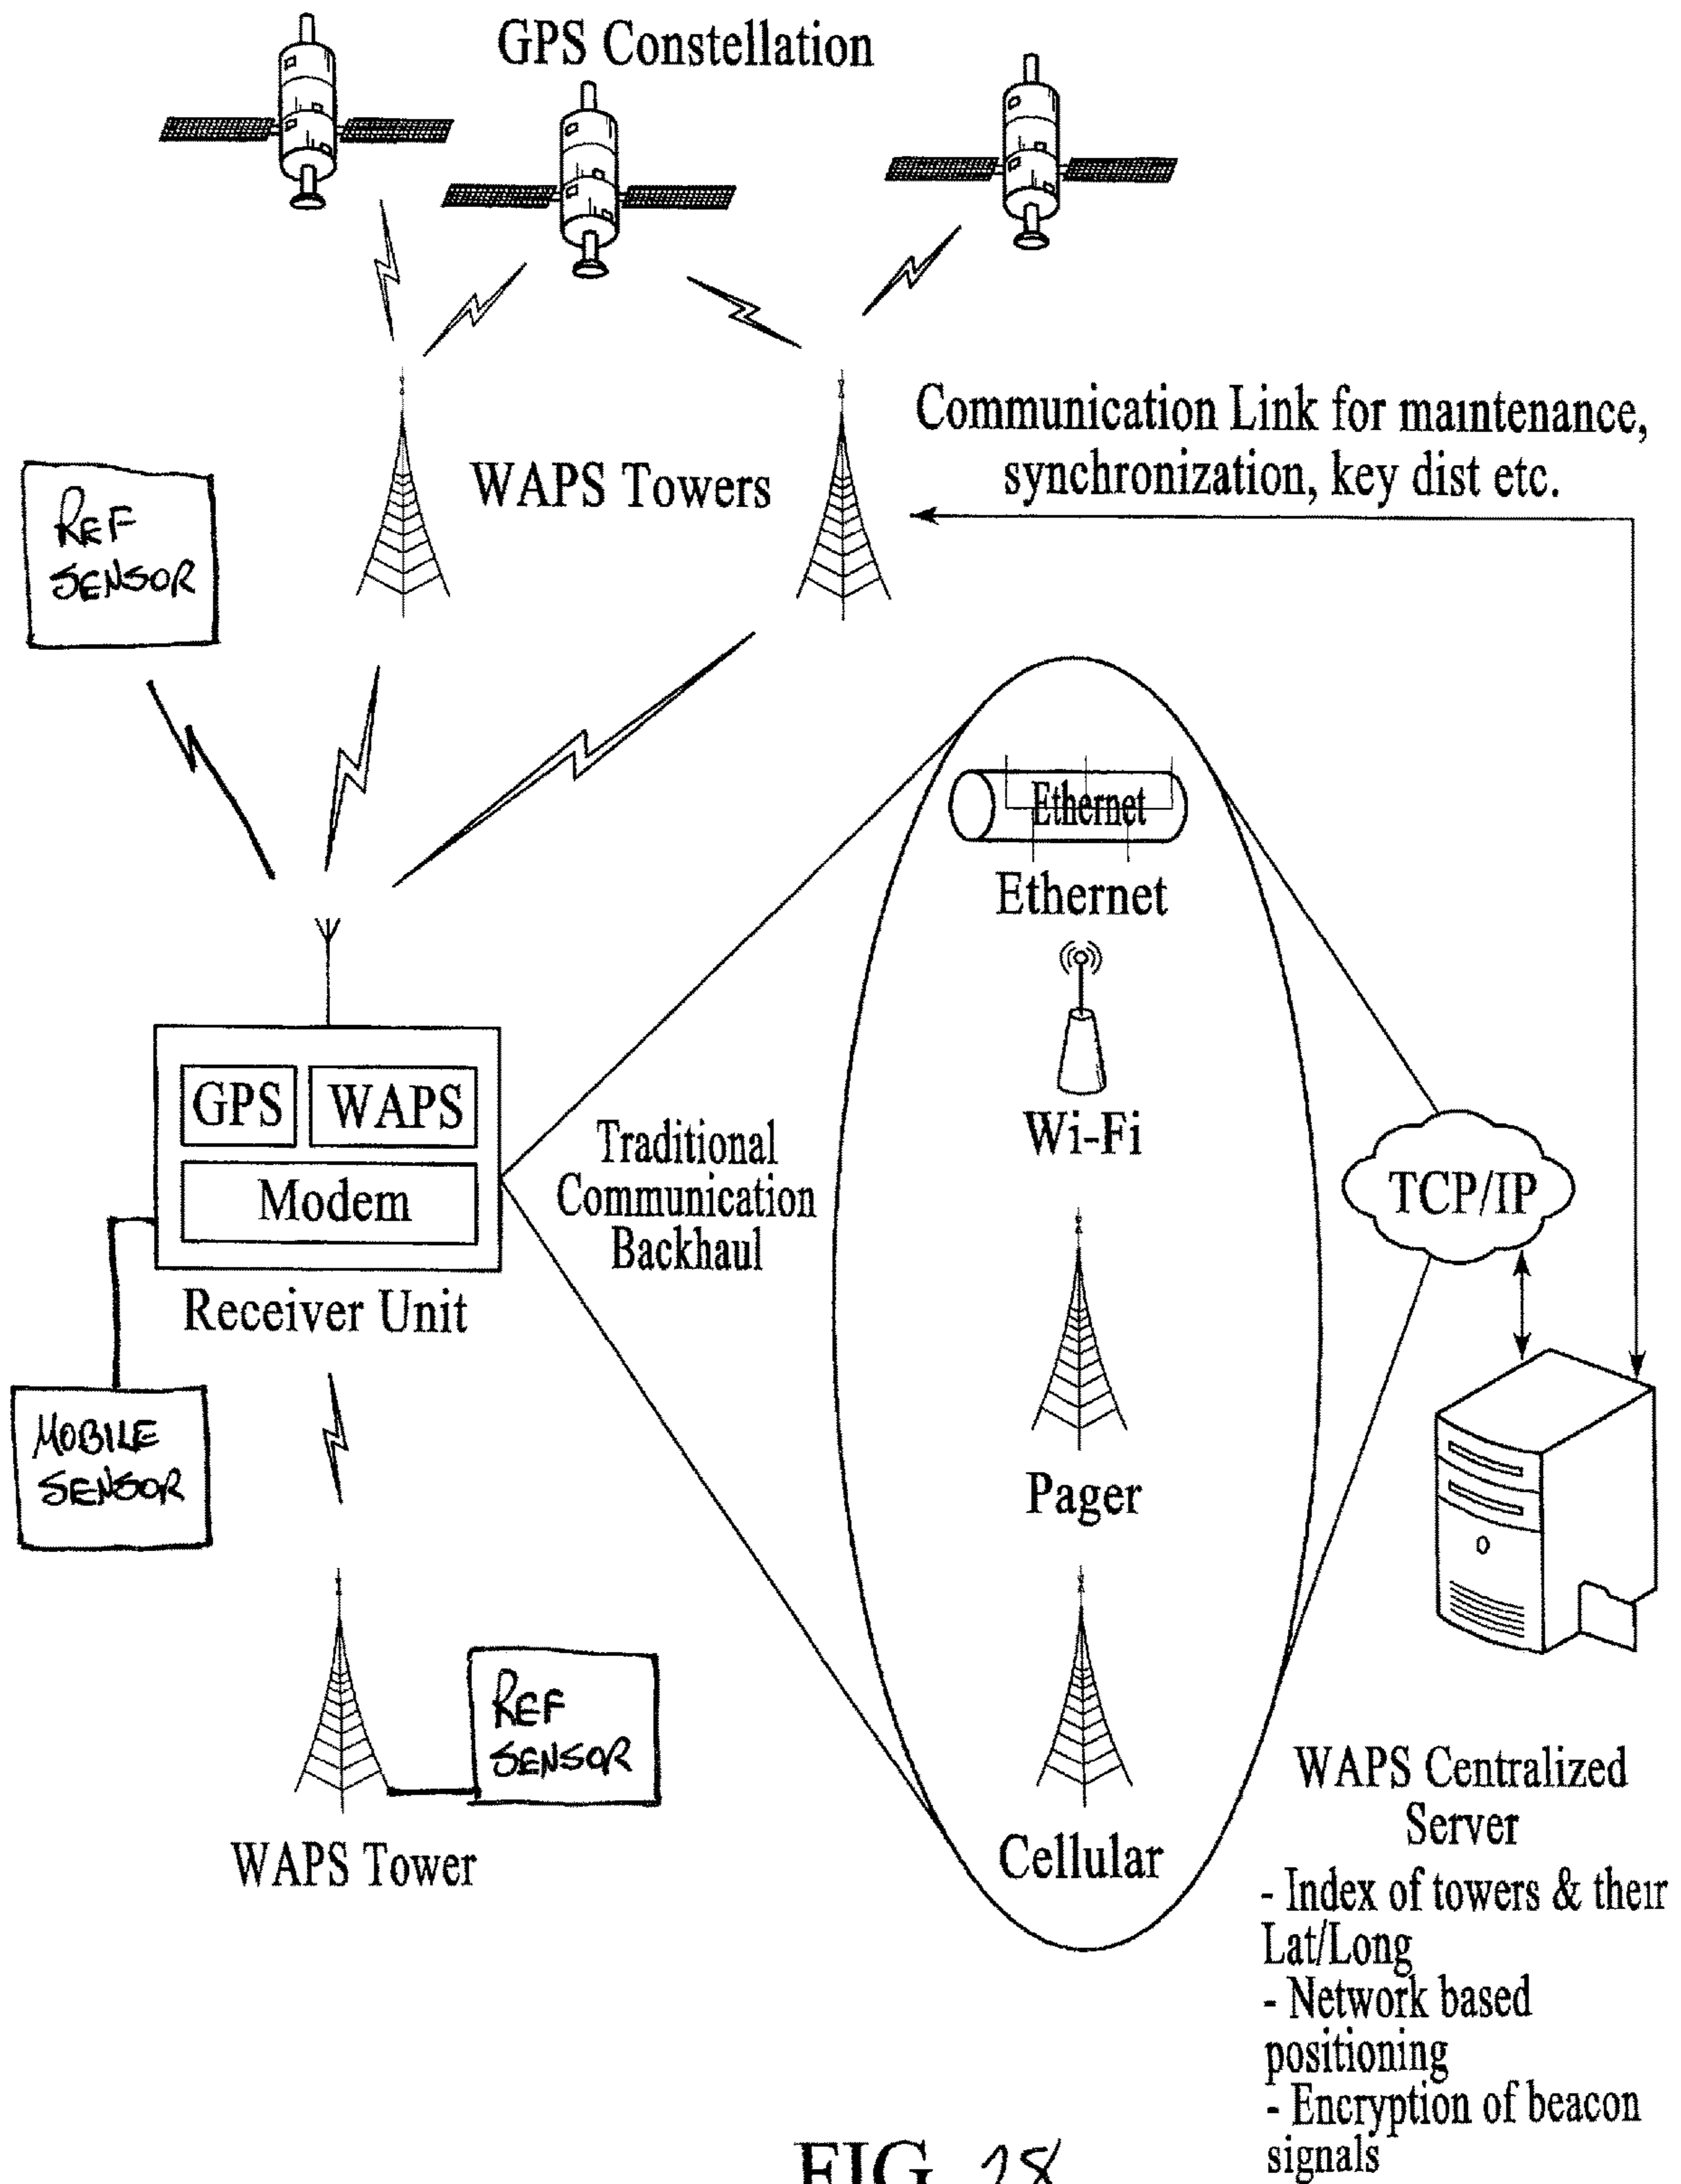 GPS Constellation
Communication Link for maintenance,
synchronization, key dist etc.
WAPS Towers
REF
SENSOR
Ethernet
Ethernet
Wi-Fi
GPS
WAPS
Modem
Receiver Unit
Traditional
Communication
Backhaul
TCP/IP
MOBILE
SENSOR
Pager
REF
SENSOR
WAPS Tower
Cellular
WAPS Centralized
Server
- Index of towers & their
Lat/Long
- Network based
positioning
- Encryption of beacon
signals
FIG. 28